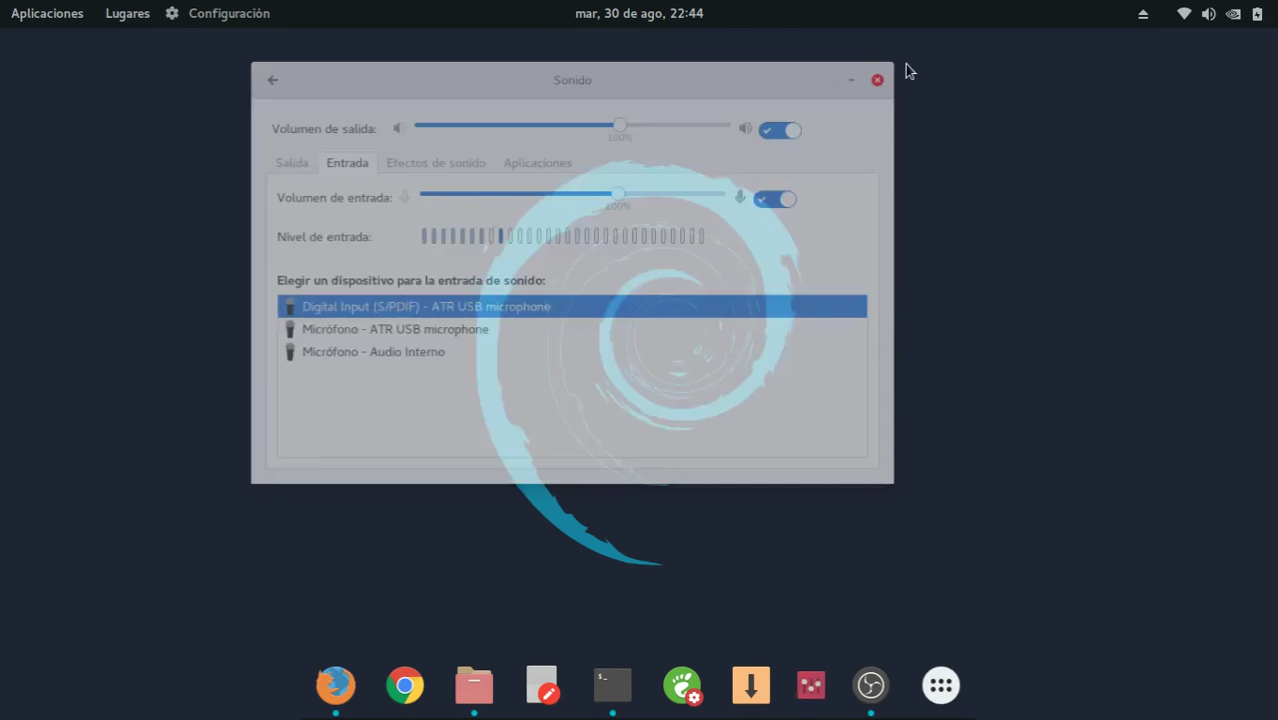 Aplicaciones Lugares Configuración mar, 30 de ago, 22:44
Sonido
Volumen de salida:
100%
Salida Entrada Efectos de sonido Aplicaciones
Volumen de entrada:
100%
Nivel de entrada:
Elegir un dispositivo para la entrada de sonido:
Digital Input (S/PDIF) - ATR USB microphone
Micrófono - ATR USB microphone
Micrófono - Audio Interno
$_